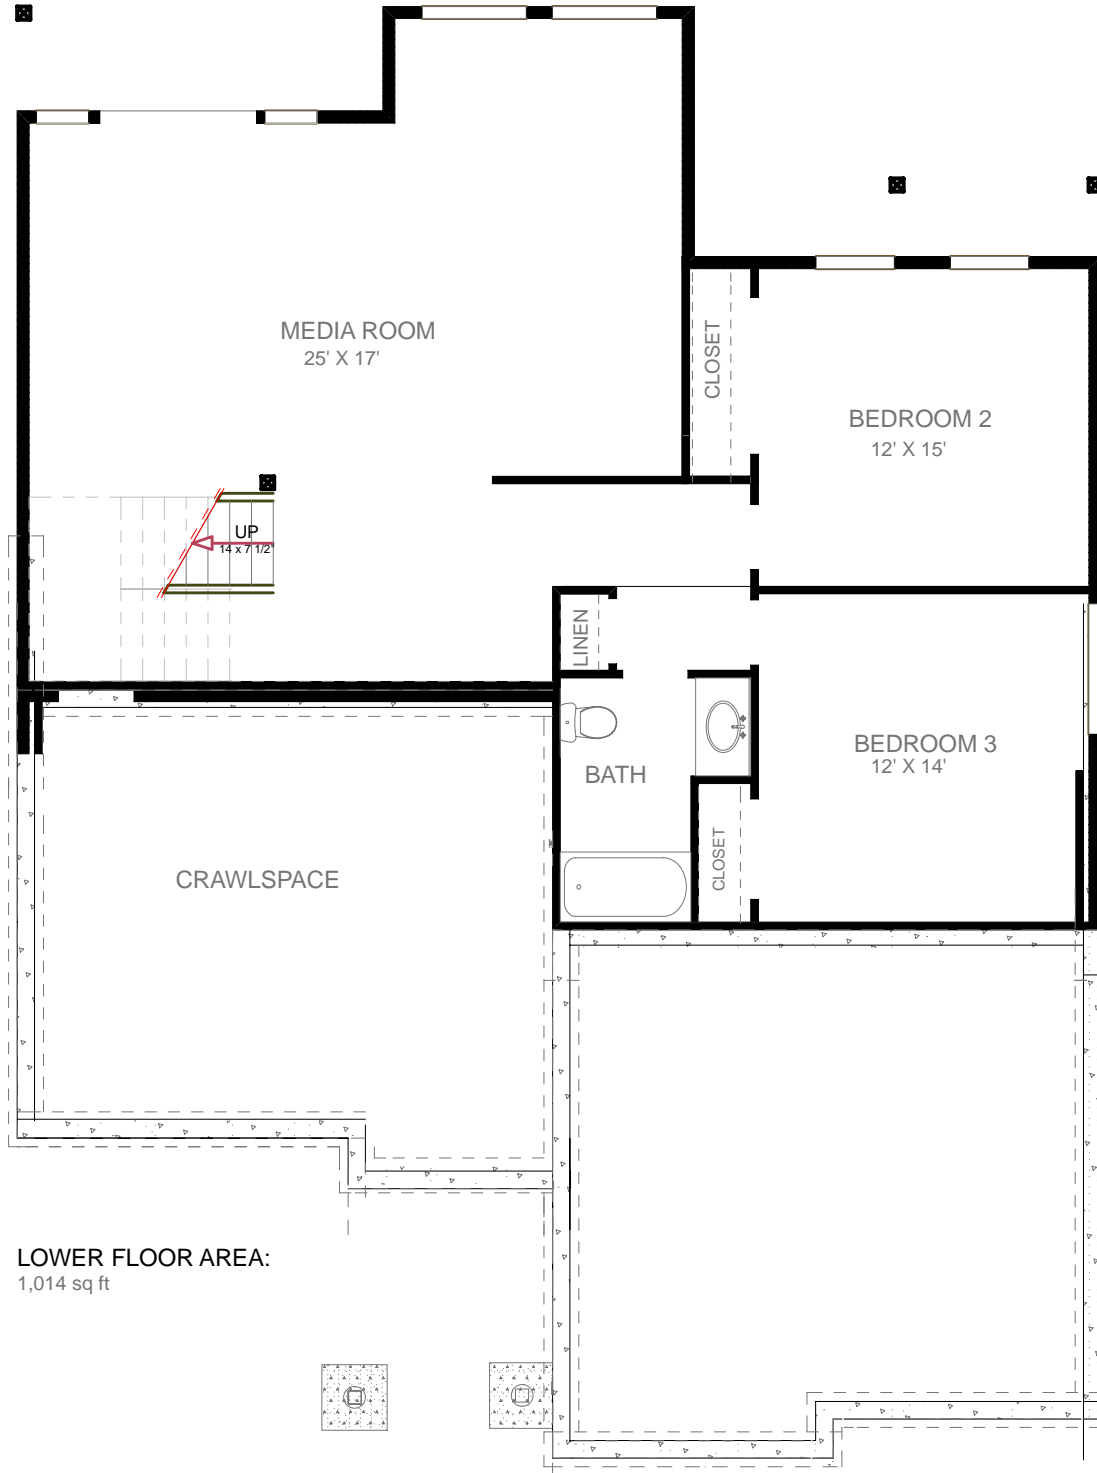 MEDIA ROOM
25' X 17'
CLOSET
BEDROOM 2
12' X 15'
UP
14 x 7 1/2"
LINEN
BATH
BEDROOM 3
12' X 14'
CLOSET
CRAWLSPACE
LOWER FLOOR AREA:
1,014 sq ft